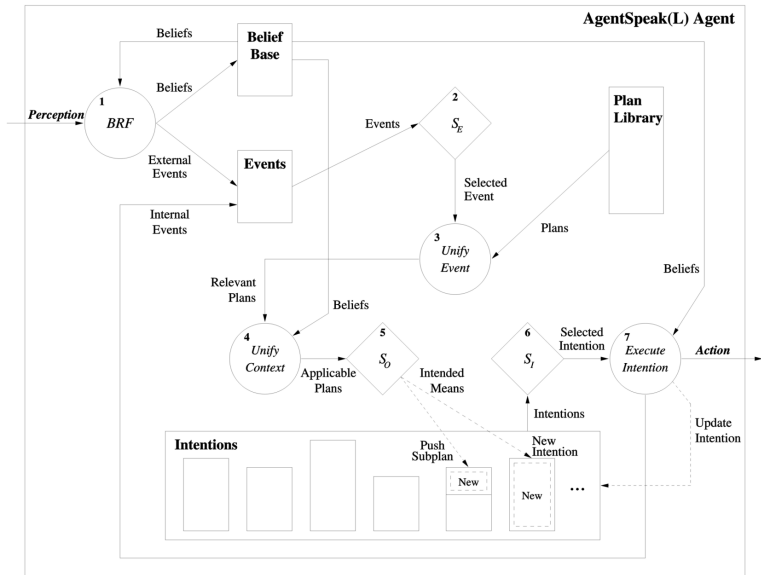 AgentSpeak(L) Agent
Beliefs
Belief
Base
1
BRF
Perception
Beliefs
2
S_E
Events
Plan
Library
External
Events
Events
Selected
Event
Internal
Events
3
Unify
Event
Plans
Relevant
Plans
Beliefs
Beliefs
4
Unify
Context
5
S_O
6
S_I
Selected
Intention
7
Execute
Intention
Action
Applicable
Plans
Intended
Means
Intentions
Update
Intention
Intentions
Push
Subplan
New
Intention
New
New
...